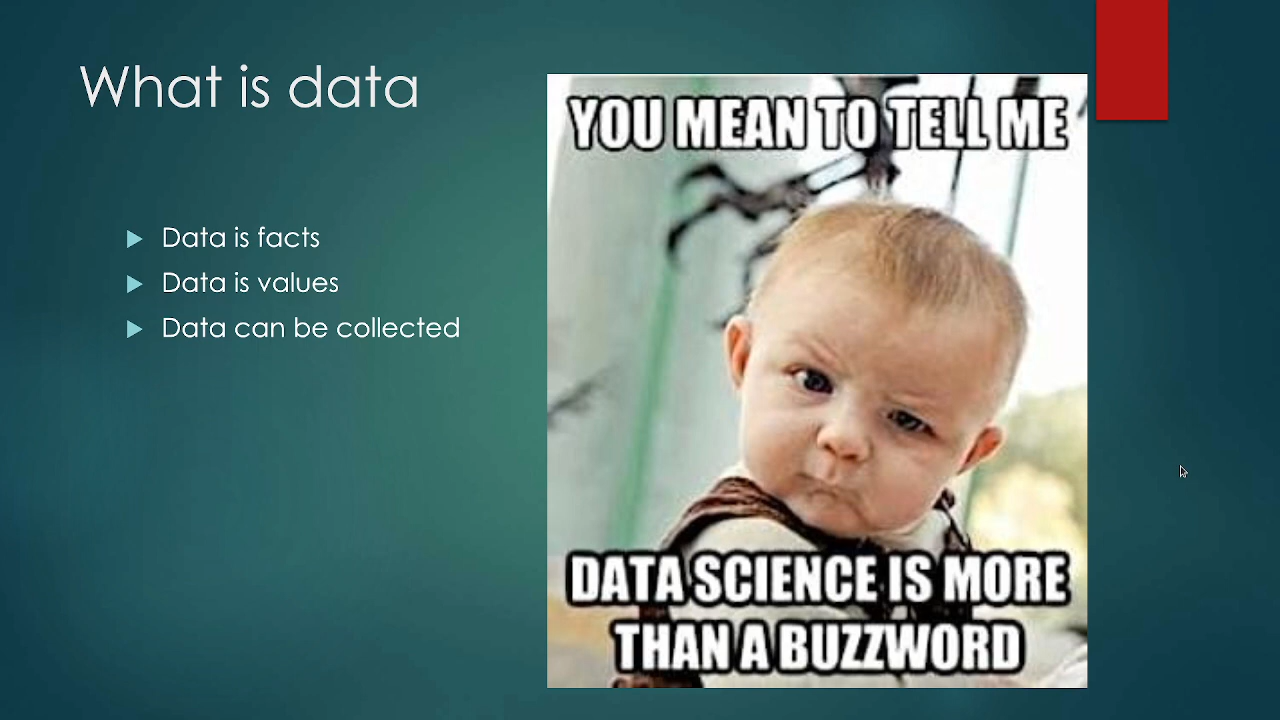 What is data
Data is facts
Data is values
Data can be collected
YOU MEAN TO TELL ME
DATA SCIENCE IS MORE
THAN A BUZZWORD